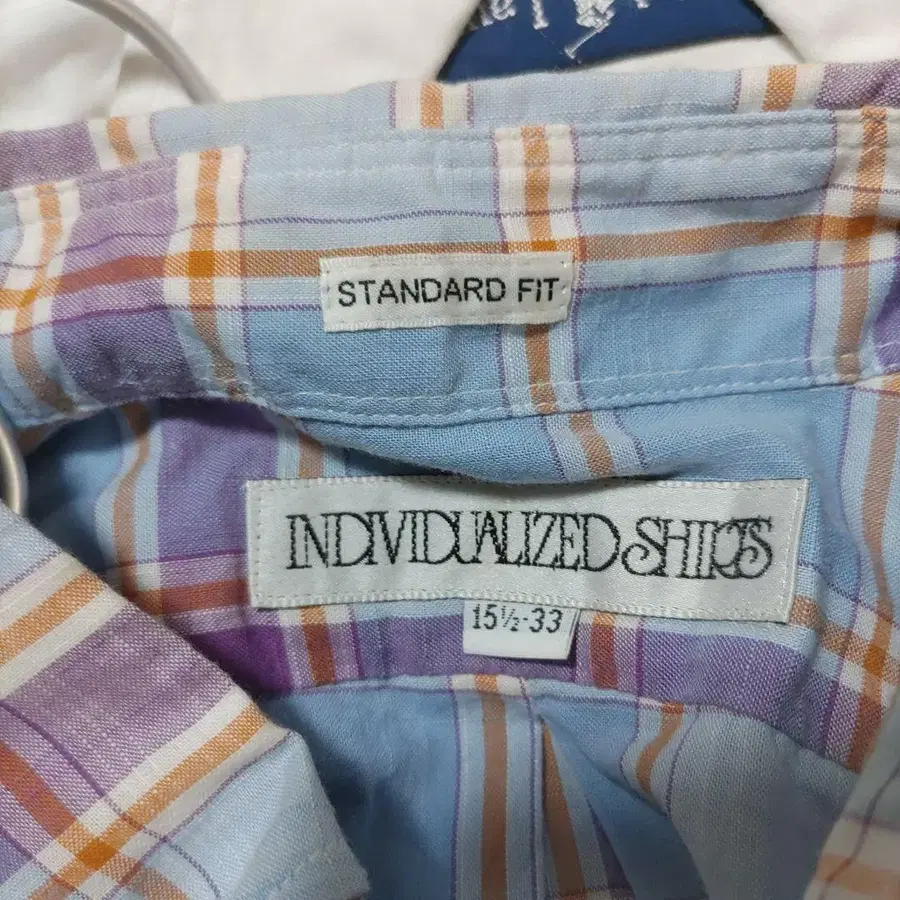 STANDARD FIT
INDIVIDUALIZED SHIRTS
15½-33